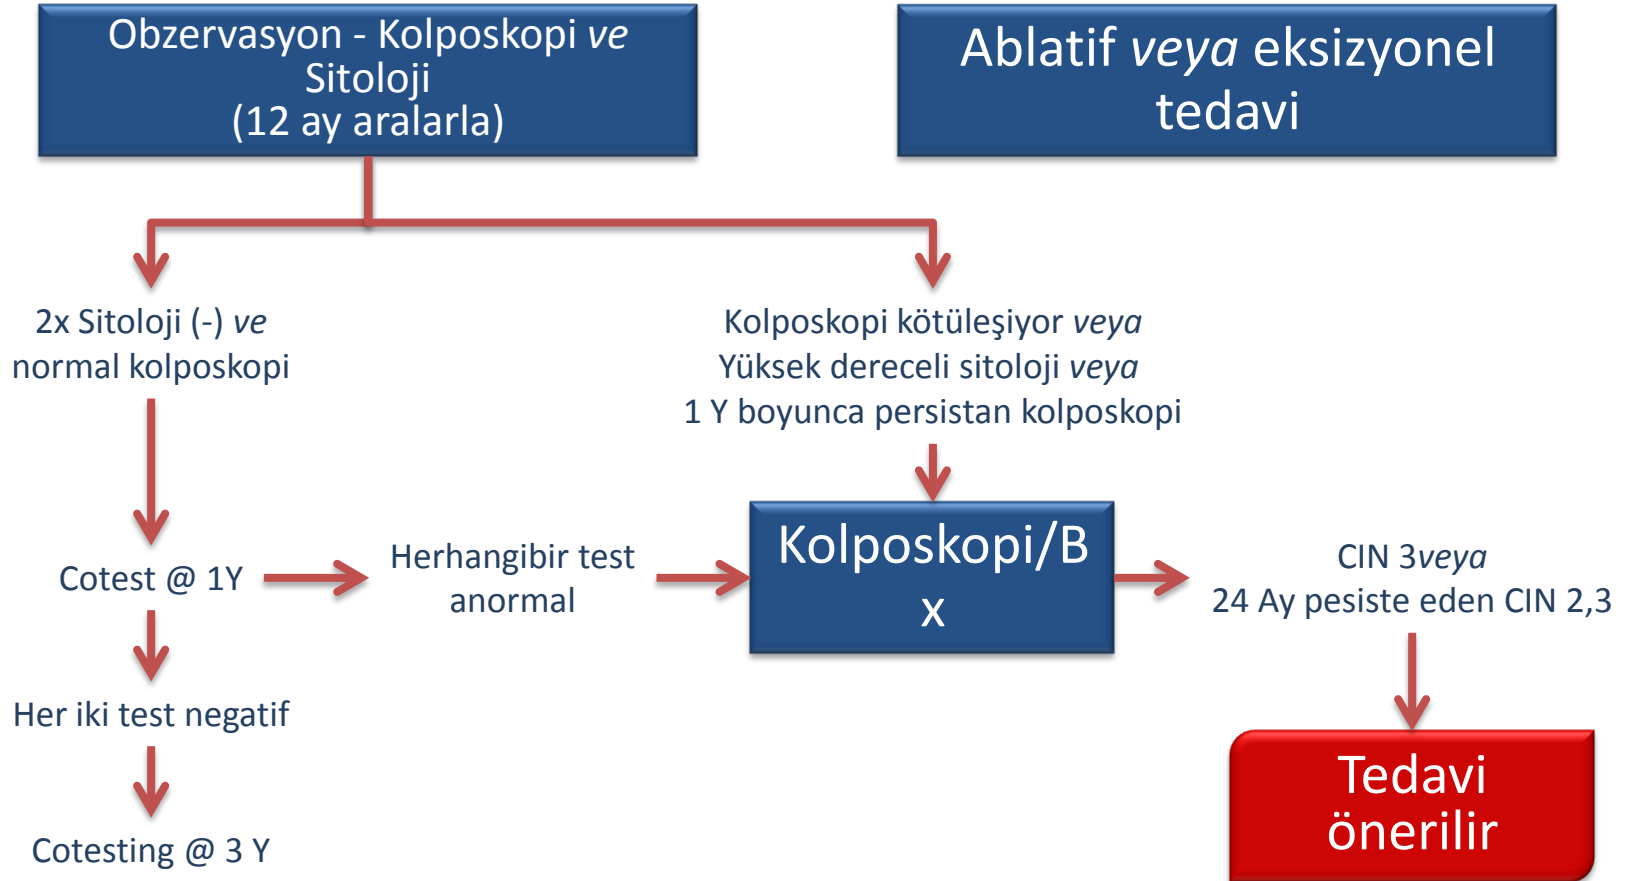 Obzervasyon - Kolposkopi ve
Sitoloji
(12 ay aralarla)
Ablatif veya eksizyonel
tedavi
2x Sitoloji (-) ve
normal kolposkopi
Kolposkopi kötüleşiyor veya
Yüksek dereceli sitoloji veya
1 Y boyunca persistan kolposkopi
Cotest @ 1Y
Herhangibir test
anormal
Kolposkopi/B
x
CIN 3veya
24 Ay pesiste eden CIN 2,3
Her iki test negatif
Tedavi
önerilir
Cotesting @ 3 Y